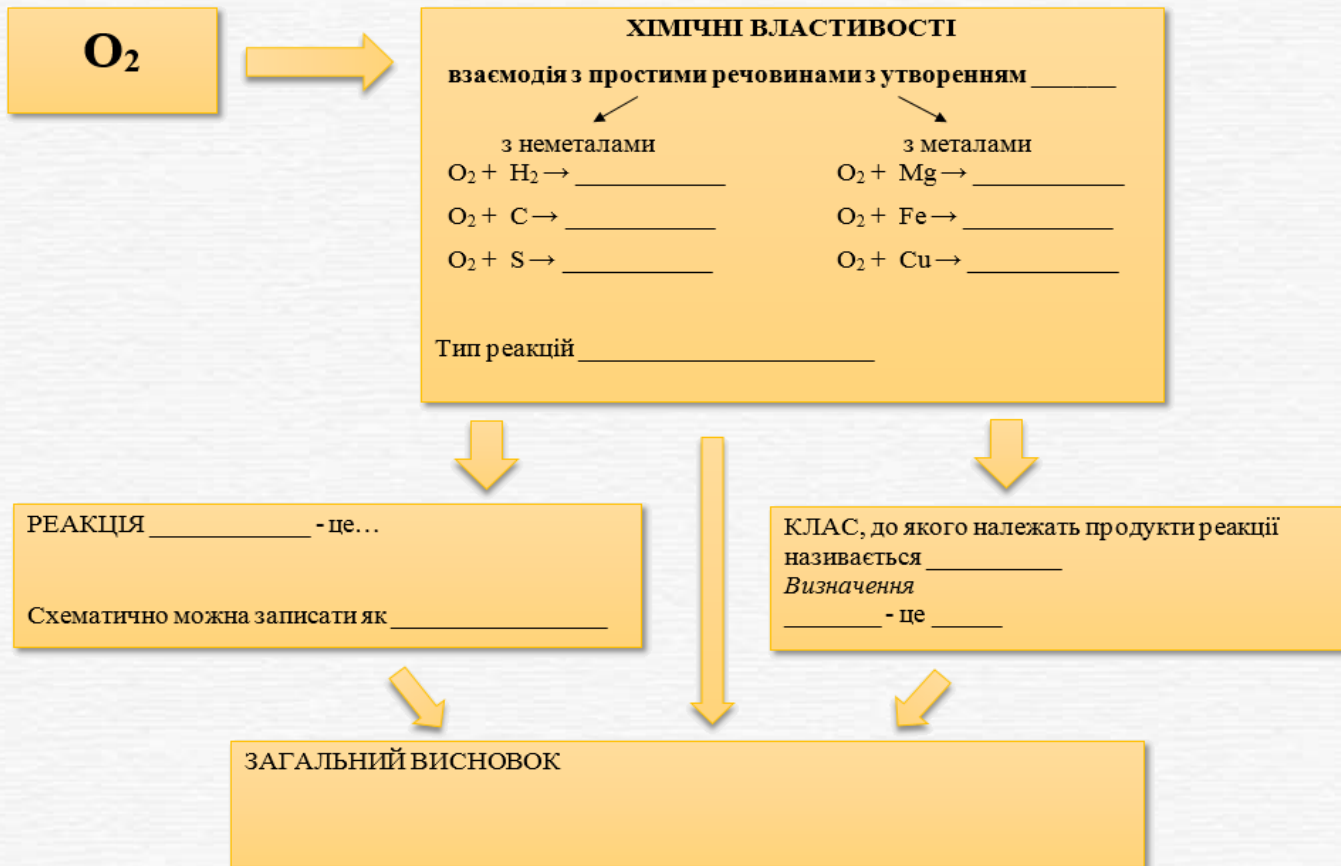 O₂
ХІМІЧНІ ВЛАСТИВОСТІ
взаємодія з простими речовинами з утворенням ______
з неметалами з металами
O₂ + H₂ → ___________ O₂ + Mg → ___________
O₂ + C → ___________ O₂ + Fe → ___________
O₂ + S → ___________ O₂ + Cu → ___________
Тип реакцій ______________________
РЕАКЦІЯ ____________ - це…
Схематично можна записати як ________________
КЛАС, до якого належать продукти реакції
називається __________
Визначення
_______ - це _____
ЗАГАЛЬНИЙ ВИСНОВОК